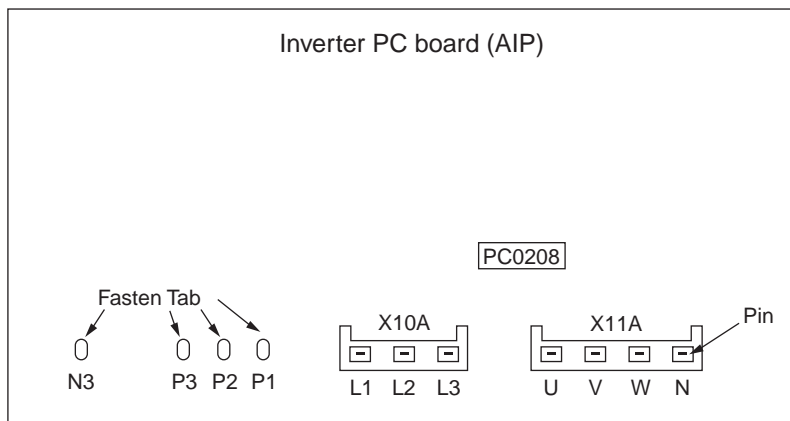 Inverter PC board (AIP)
PC0208
Fasten Tab
X10A
X11A
Pin
N3 P3 P2 P1 L1 L2 L3 U V W N